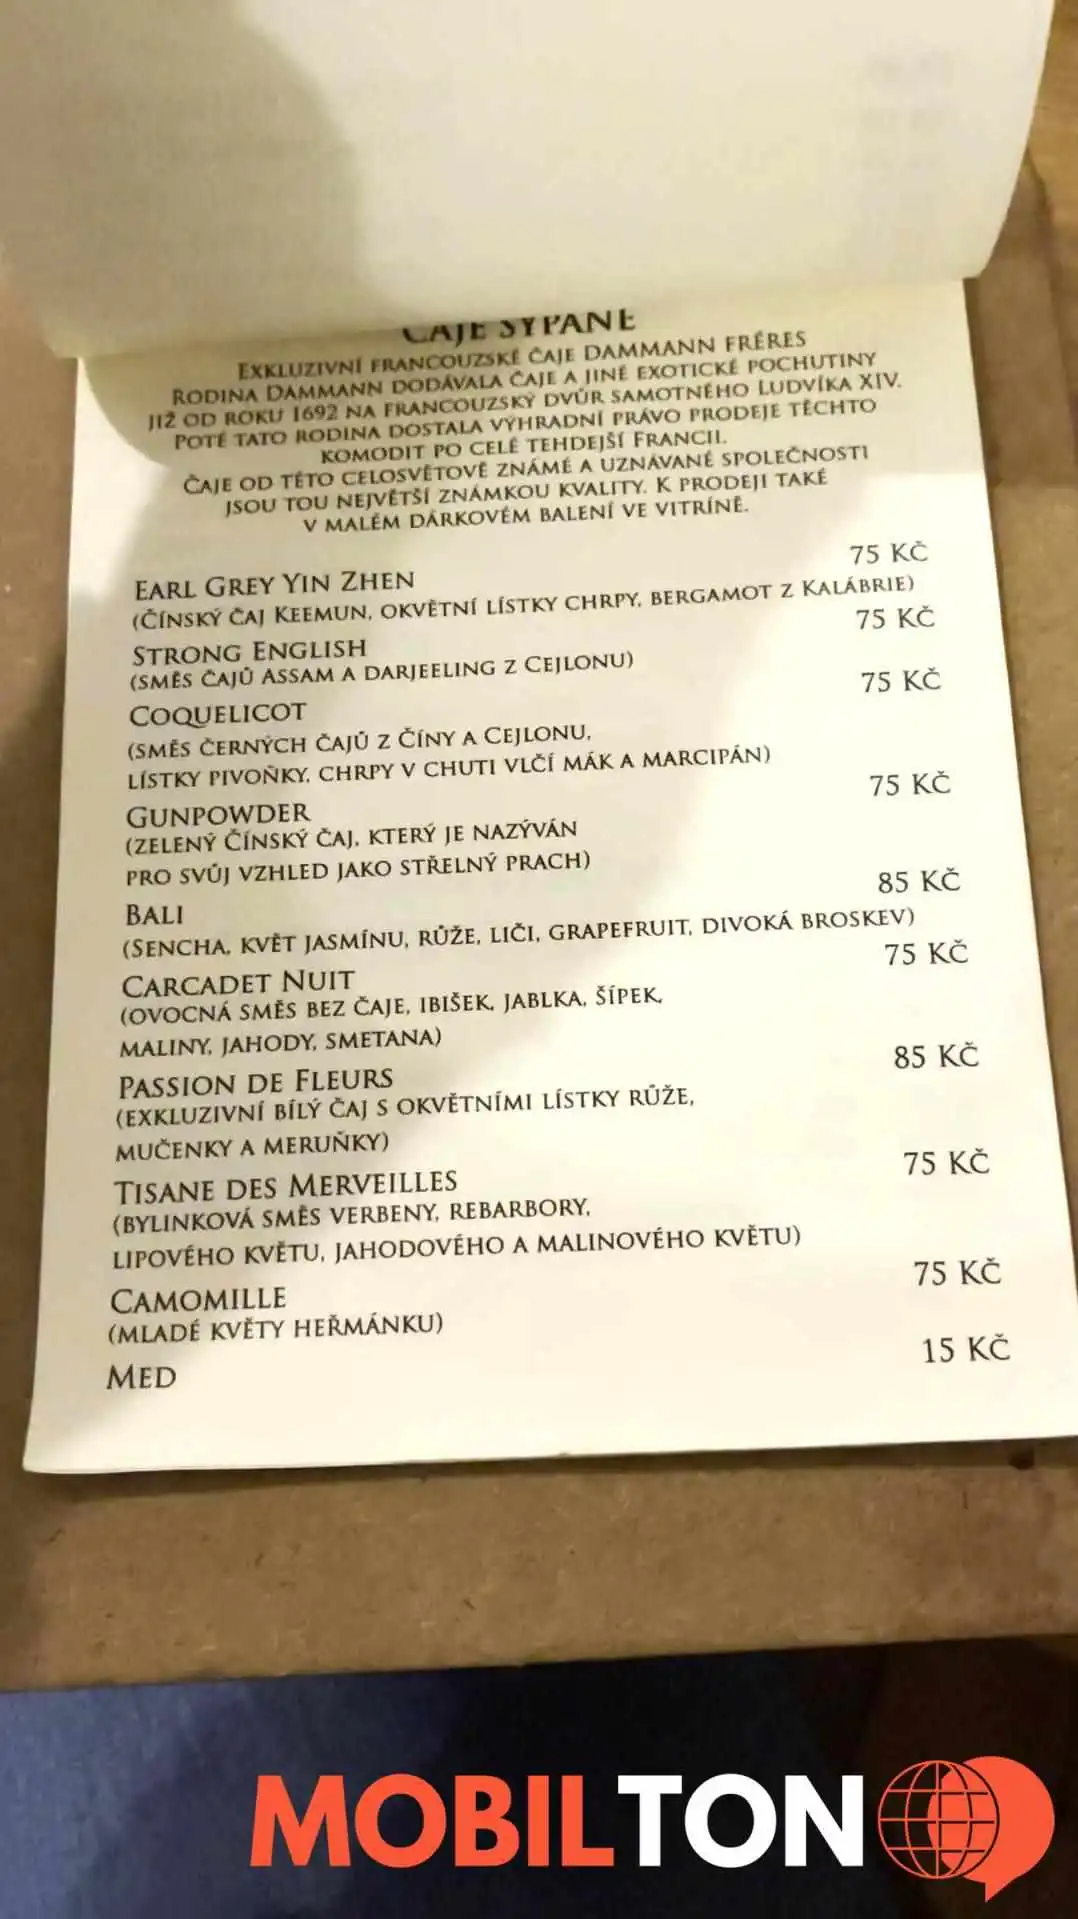 ČAJE SYPANÉ
EXKLUZIVNÍ FRANCOUZSKÉ ČAJE DAMMANN FRÉRES
RODINA DAMMANN DODÁVALA ČAJE A JINÉ EXOTICKÉ POCHUTINY
JIŽ OD ROKU 1692 NA FRANCOUZSKÝ DVŮR SAMOTNÉHO LUDVÍKA XIV.
POTÉ TATO RODINA DOSTALA VÝHRADNÍ PRÁVO PRODEJE TĚCHTO
KOMODIT PO CELÉ TEHDEJŠÍ FRANCII.
ČAJE OD TÉTO CELOSVĚTOVĚ ZNÁMÉ A UZNÁVANÉ SPOLEČNOSTI
JSOU TOU NEJVĚTŠÍ ZNÁMKOU KVALITY. K PRODEJI TAKÉ
V MALÉM DÁRKOVÉM BALENÍ VE VITRÍNĚ.
EARL GREY YIN ZHEN 75 KČ
(ČÍNSKÝ ČAJ KEEMUN, OKVĚTNÍ LÍSTKY CHRPY, BERGAMOT Z KALÁBRIE)
STRONG ENGLISH 75 KČ
(SMĚS ČAJŮ ASSAM A DARJEELING Z CEJLONU)
COQUELICOT 75 KČ
(SMĚS ČERNÝCH ČAJŮ Z ČÍNY A CEJLONU,
LÍSTKY PIVOŇKY, CHRPY V CHUTI VLČÍ MÁK A MARCIPÁN)
GUNPOWDER 75 KČ
(ZELENÝ ČÍNSKÝ ČAJ, KTERÝ JE NAZÝVÁN
PRO SVŮJ VZHLED JAKO STŘELNÝ PRACH)
BALI 85 KČ
(SENCHA, KVĚT JASMÍNU, RŮŽE, LIČI, GRAPEFRUIT, DIVOKÁ BROSKEV)
CARCADET NUIT 75 KČ
(OVOCNÁ SMĚS BEZ ČAJE, IBIŠEK, JABLKA, ŠÍPEK,
MALINY, JAHODY, SMETANA)
PASSION DE FLEURS 85 KČ
(EXKLUZIVNÍ BÍLÝ ČAJ S OKVĚTNÍMI LÍSTKY RŮŽE,
MUČENKY A MERUŇKY)
TISANE DES MERVEILLES 75 KČ
(BYLINKOVÁ SMĚS VERBENY, REBARBORY,
LIPOVÉHO KVĚTU, JAHODOVÉHO A MALINOVÉHO KVĚTU)
CAMOMILLE 75 KČ
(MLADÉ KVĚTY HEŘMÁNKU)
MED 15 KČ
MOBILTON